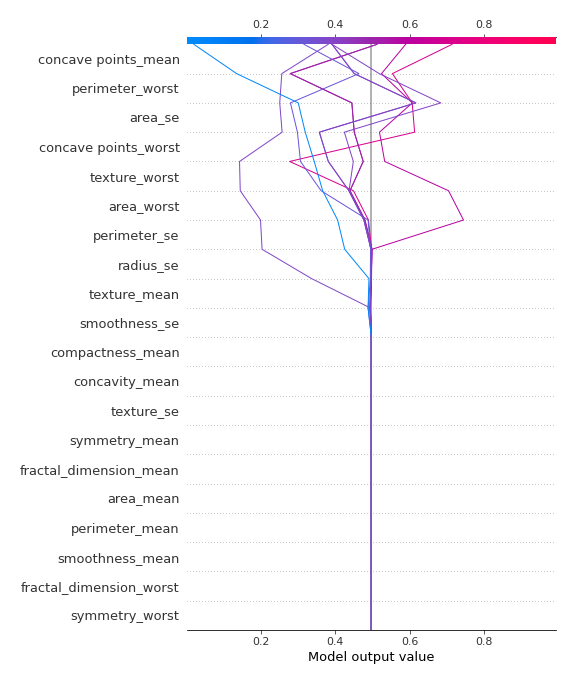 0.2 0.4 0.6 0.8
concave points_mean
perimeter_worst
area_se
concave points_worst
texture_worst
area_worst
perimeter_se
radius_se
texture_mean
smoothness_se
compactness_mean
concavity_mean
texture_se
symmetry_mean
fractal_dimension_mean
area_mean
perimeter_mean
smoothness_mean
fractal_dimension_worst
symmetry_worst
0.2 0.4 0.6 0.8
Model output value